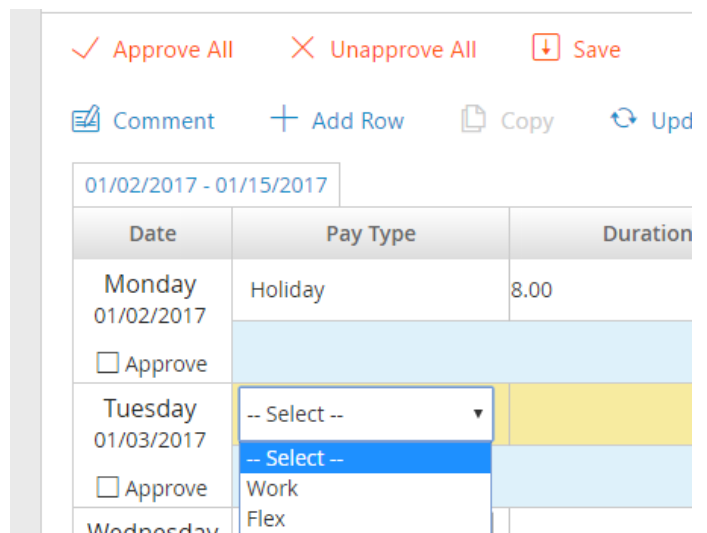 Approve All Unapprove All Save
Comment Add Row Copy Upd
01/02/2017 - 01/15/2017
Date Pay Type Duration
Monday
01/02/2017
Holiday 8.00
Approve
Tuesday
01/03/2017
-- Select --
-- Select --
Approve
Work
Flex
Wednesday